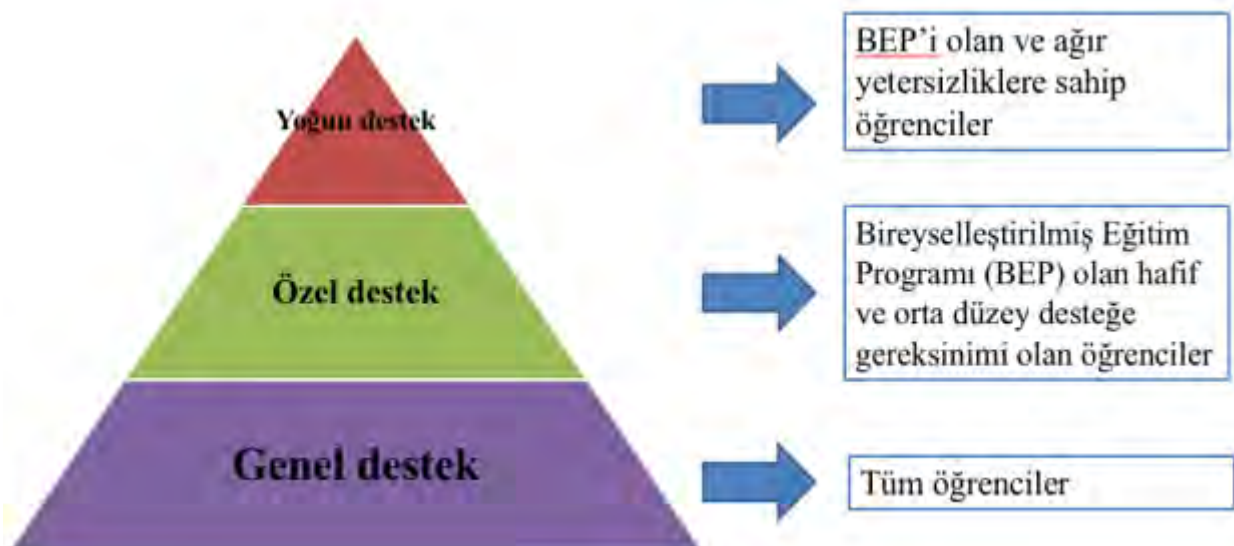 Yoğun destek
BEP'i olan ve ağır
yetersizliklere sahip
öğrenciler
Özel destek
Bireyselleştirilmiş Eğitim
Programı (BEP) olan hafif
ve orta düzey desteğe
gereksinimi olan öğrenciler
Genel destek
Tüm öğrenciler